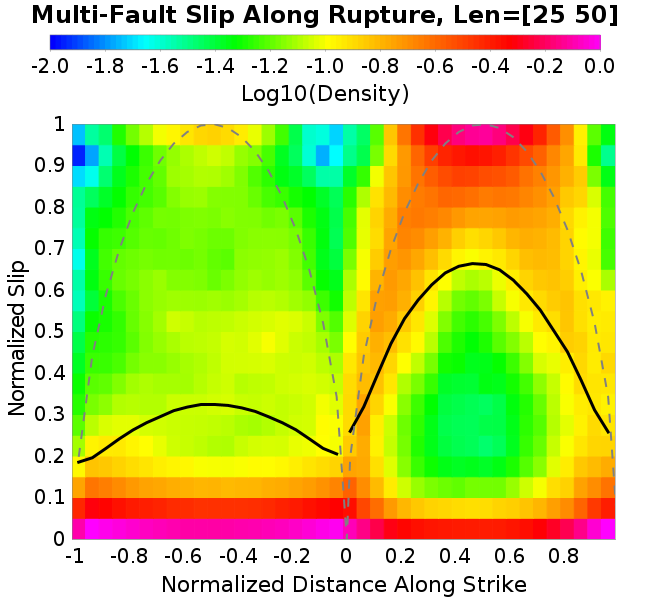 Multi-Fault Slip Along Rupture, Len=[25 50]
-2.0 -1.8 -1.6 -1.4 -1.2 -1.0 -0.8 -0.6 -0.4 -0.2 0.0
Log10(Density)
1
0.9
0.8
0.7
0.6
0.5
0.4
0.3
0.2
0.1
0
Normalized Slip
-1 -0.8 -0.6 -0.4 -0.2 0 0.2 0.4 0.6 0.8
Normalized Distance Along Strike